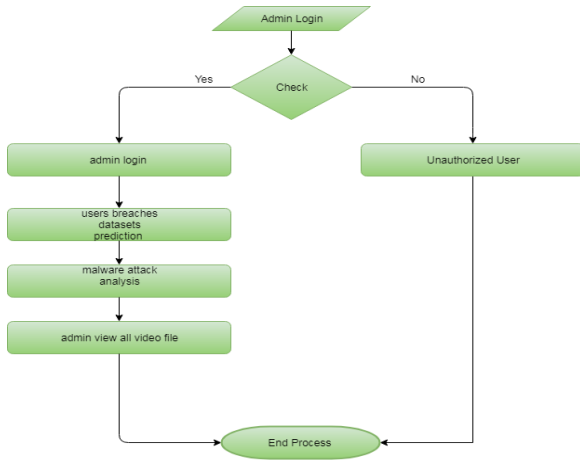 Admin Login
Check
Yes
No
admin login
Unauthorized User
users breaches
datasets
prediction
malware attack
analysis
admin view all video file
End Process